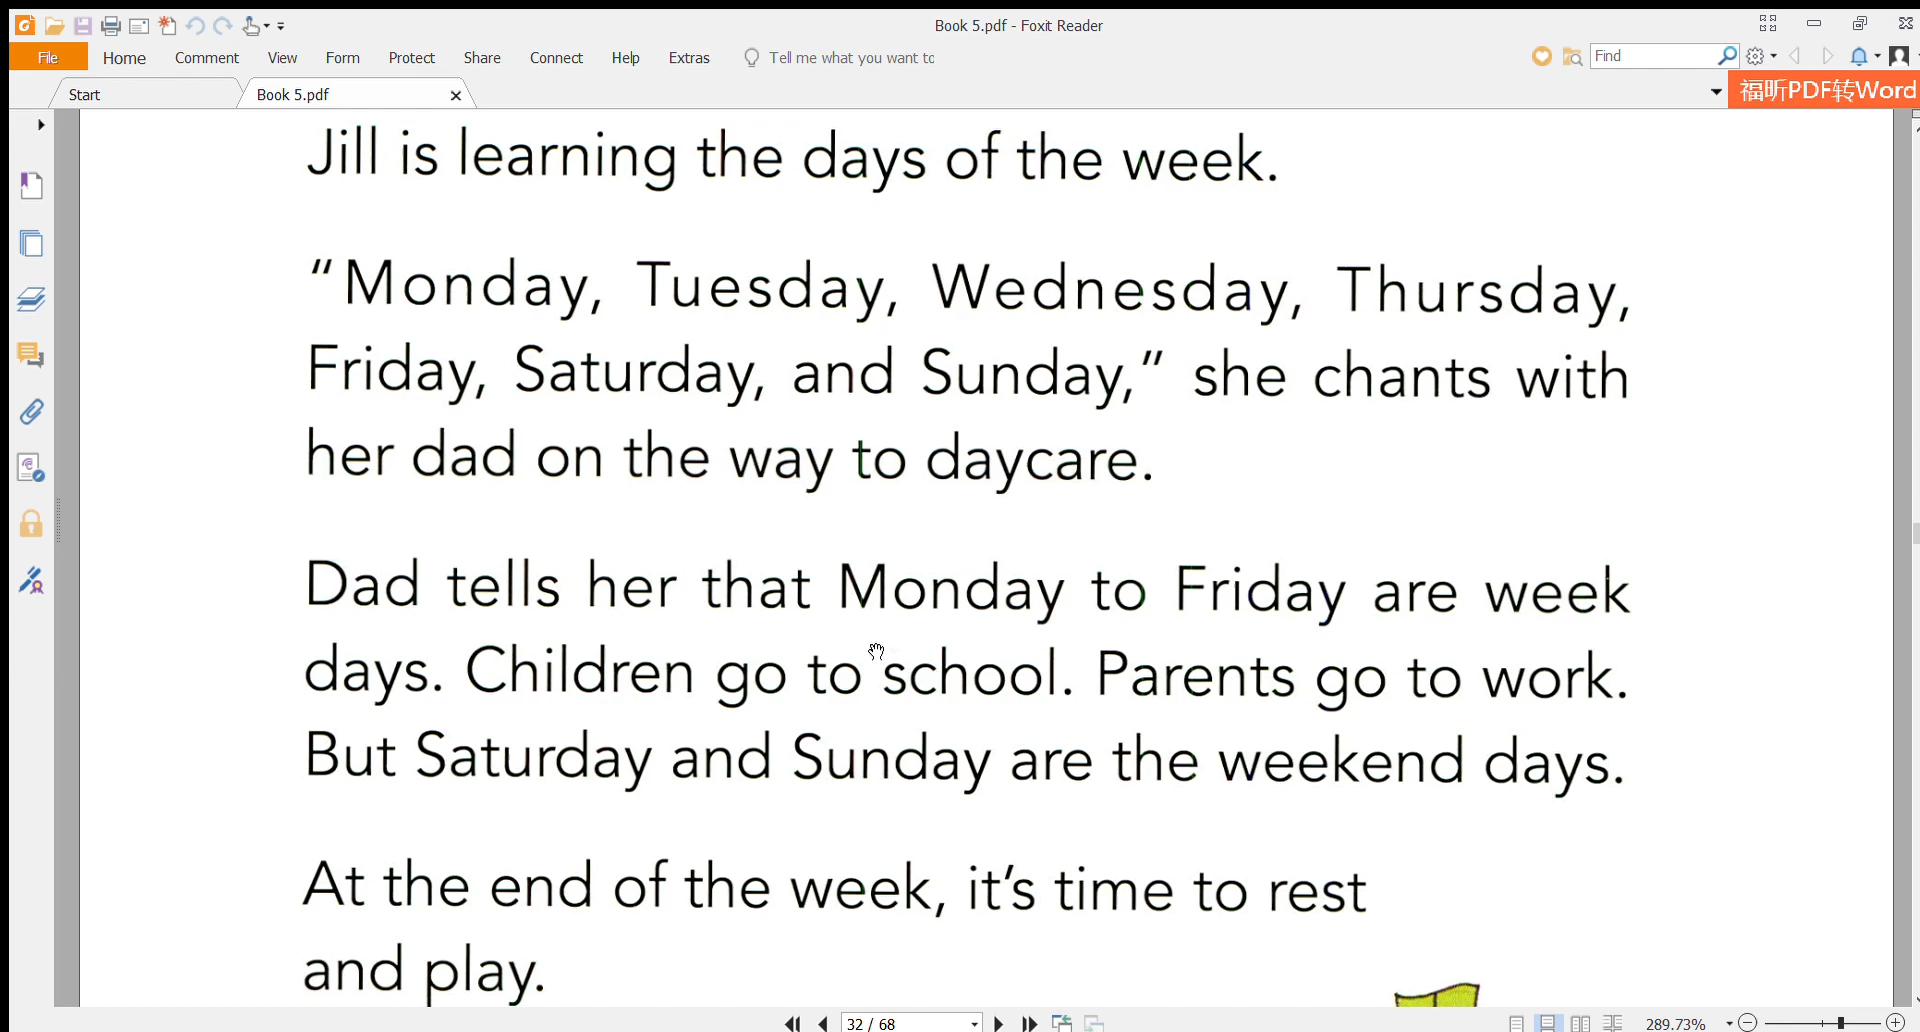 Book 5.pdf - Foxit Reader
File Home Comment View Form Protect Share Connect Help Extras Tell me what you want to Find
Start Book 5.pdf 福昕PDF转Word
Jill is learning the days of the week.
“Monday, Tuesday, Wednesday, Thursday,
Friday, Saturday, and Sunday,” she chants with
her dad on the way to daycare.
Dad tells her that Monday to Friday are week
days. Children go to school. Parents go to work.
But Saturday and Sunday are the weekend days.
At the end of the week, it’s time to rest
and play.
32 / 68 289.73%